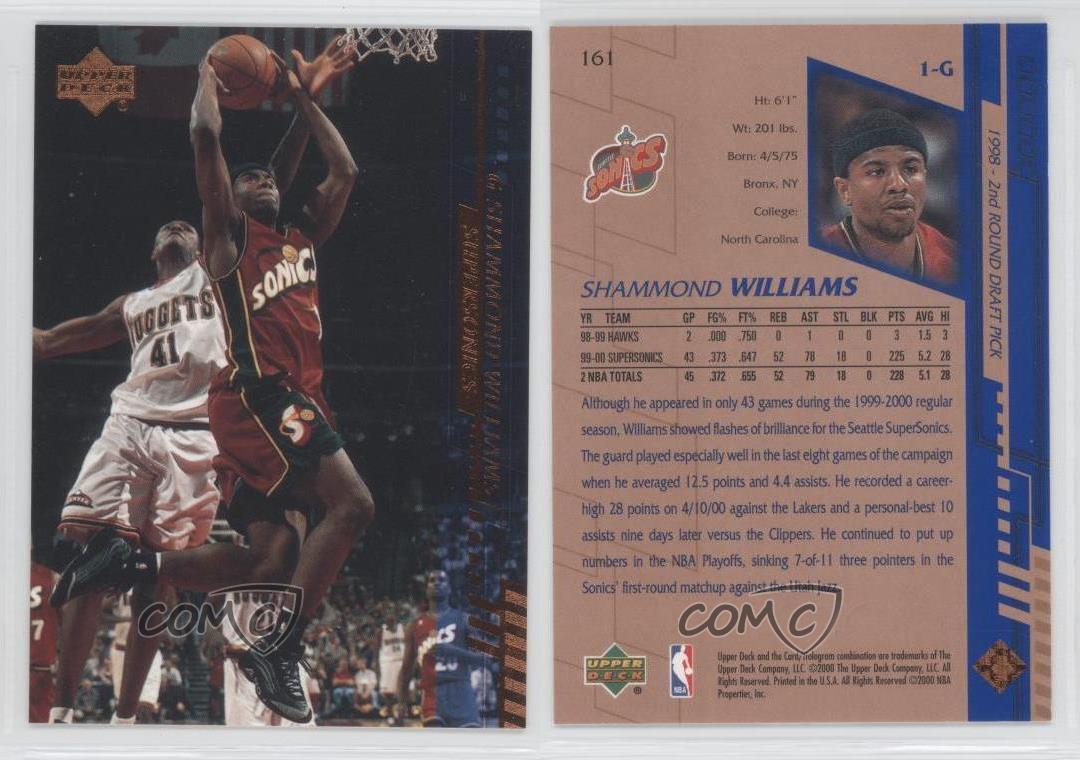 UPPER
DECK
NUGGETS
41
SONICS
S
G SHAMMOND WILLIAMS
SUPERSONICS
7
COMC
161
1-G
Ht: 6'1"
Wt: 201 lbs.
Born: 4/5/75
Bronx, NY
College:
North Carolina
SEATTLE
SONICS
1998 - 2nd ROUND DRAFT PICK
SHAMMOND WILLIAMS
YR TEAM GP FG% FT% REB AST STL BLK PTS AVG HI
98-99 HAWKS 2 .000 .750 0 1 0 0 3 1.5 3
99-00 SUPERSONICS 43 .373 .647 52 78 18 0 225 5.2 28
2 NBA TOTALS 45 .372 .655 52 79 18 0 228 5.1 28
Although he appeared in only 43 games during the 1999-2000 regular
season, Williams showed flashes of brilliance for the Seattle SuperSonics.
The guard played especially well in the last eight games of the campaign
when he averaged 12.5 points and 4.4 assists. He recorded a career-
high 28 points on 4/10/00 against the Lakers and a personal-best 10
assists nine days later versus the Clippers. He continued to put up
numbers in the NBA Playoffs, sinking 7-of-11 three pointers in the
Sonics' first-round matchup against the Utah Jazz.
COMC
UPPER
DECK
NBA
Upper Deck and the Card/Hologram combination are trademarks of The
Upper Deck Company, LLC. ©2000 The Upper Deck Company, LLC. All
Rights Reserved. Printed in U.S.A. All Rights Reserved ©2000 NBA
Properties, Inc.